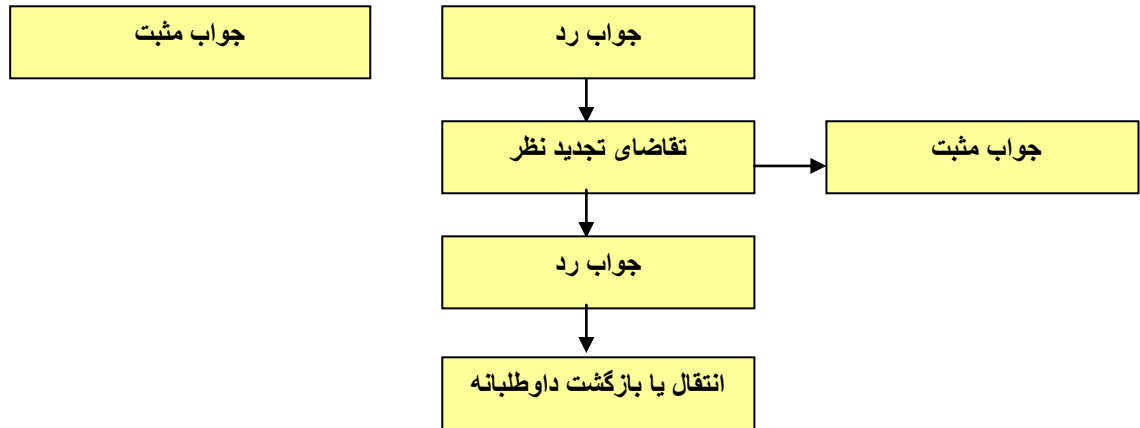 جواب رد
جواب مثبت
تقاضای تجدید نظر
جواب مثبت
جواب رد
انتقال یا بازگشت داوطلبانه